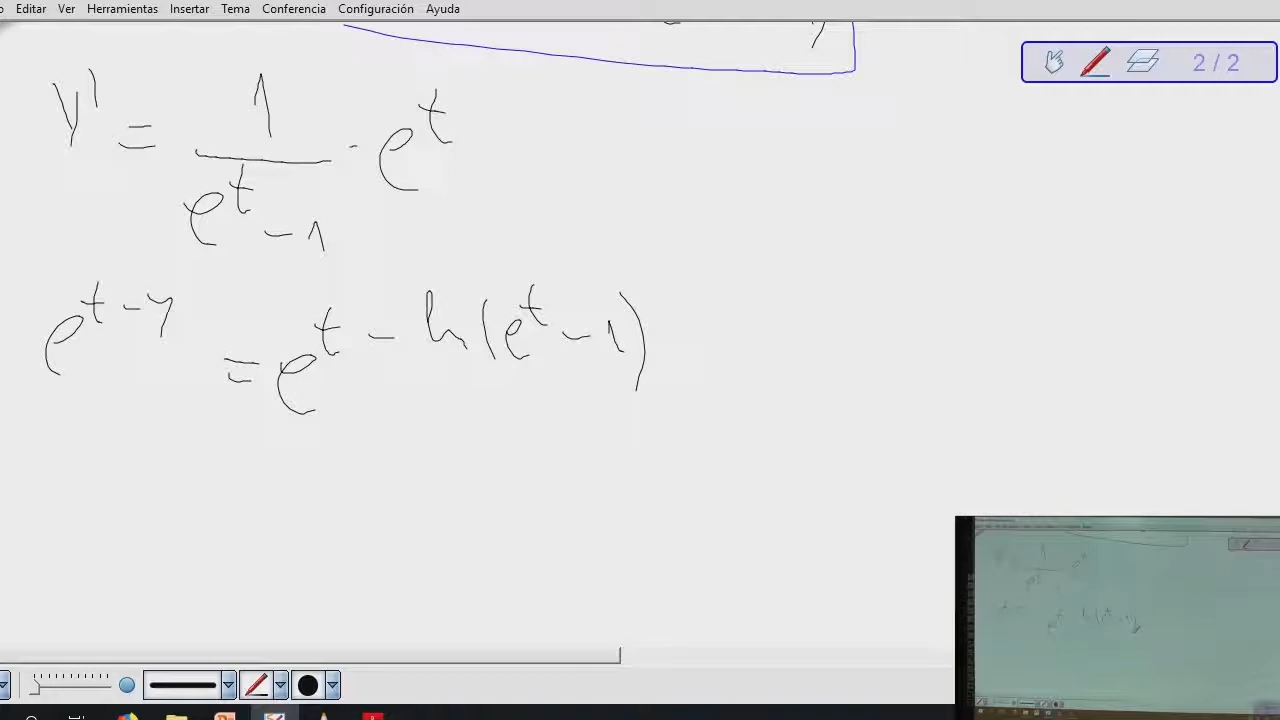 Editar Ver Herramientas Insertar Tema Conferencia Configuración Ayuda
2 / 2
y' = 1 / (e^t - 1) · e^t
e^(t - y) = e^(t - ln(e^t - 1))